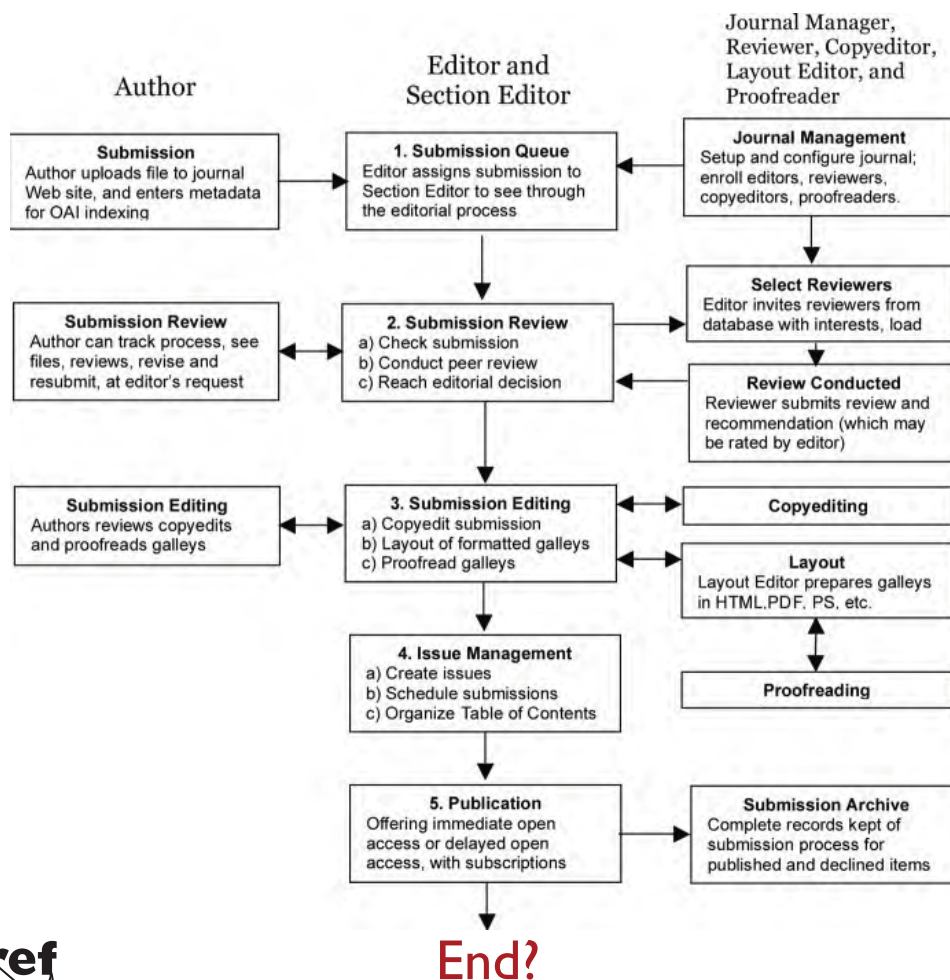 Author
Editor and
Section Editor
Journal Manager,
Reviewer, Copyeditor,
Layout Editor, and
Proofreader
Submission
Author uploads file to journal
Web site, and enters metadata
for OAI indexing
1. Submission Queue
Editor assigns submission to
Section Editor to see through
the editorial process
Journal Management
Setup and configure journal;
enroll editors, reviewers,
copyeditors, proofreaders.
Select Reviewers
Editor invites reviewers from
database with interests, load
Submission Review
Author can track process, see
files, reviews, revise and
resubmit, at editor's request
2. Submission Review
a) Check submission
b) Conduct peer review
c) Reach editorial decision
Review Conducted
Reviewer submits review and
recommendation (which may
be rated by editor)
Submission Editing
Authors reviews copyedits
and proofreads galleys
3. Submission Editing
a) Copyedit submission
b) Layout of formatted galleys
c) Proofread galleys
Copyediting
Layout
Layout Editor prepares galleys
in HTML.PDF, PS, etc.
Proofreading
4. Issue Management
a) Create issues
b) Schedule submissions
c) Organize Table of Contents
5. Publication
Offering immediate open
access or delayed open
access, with subscriptions
Submission Archive
Complete records kept of
submission process for
published and declined items
End?